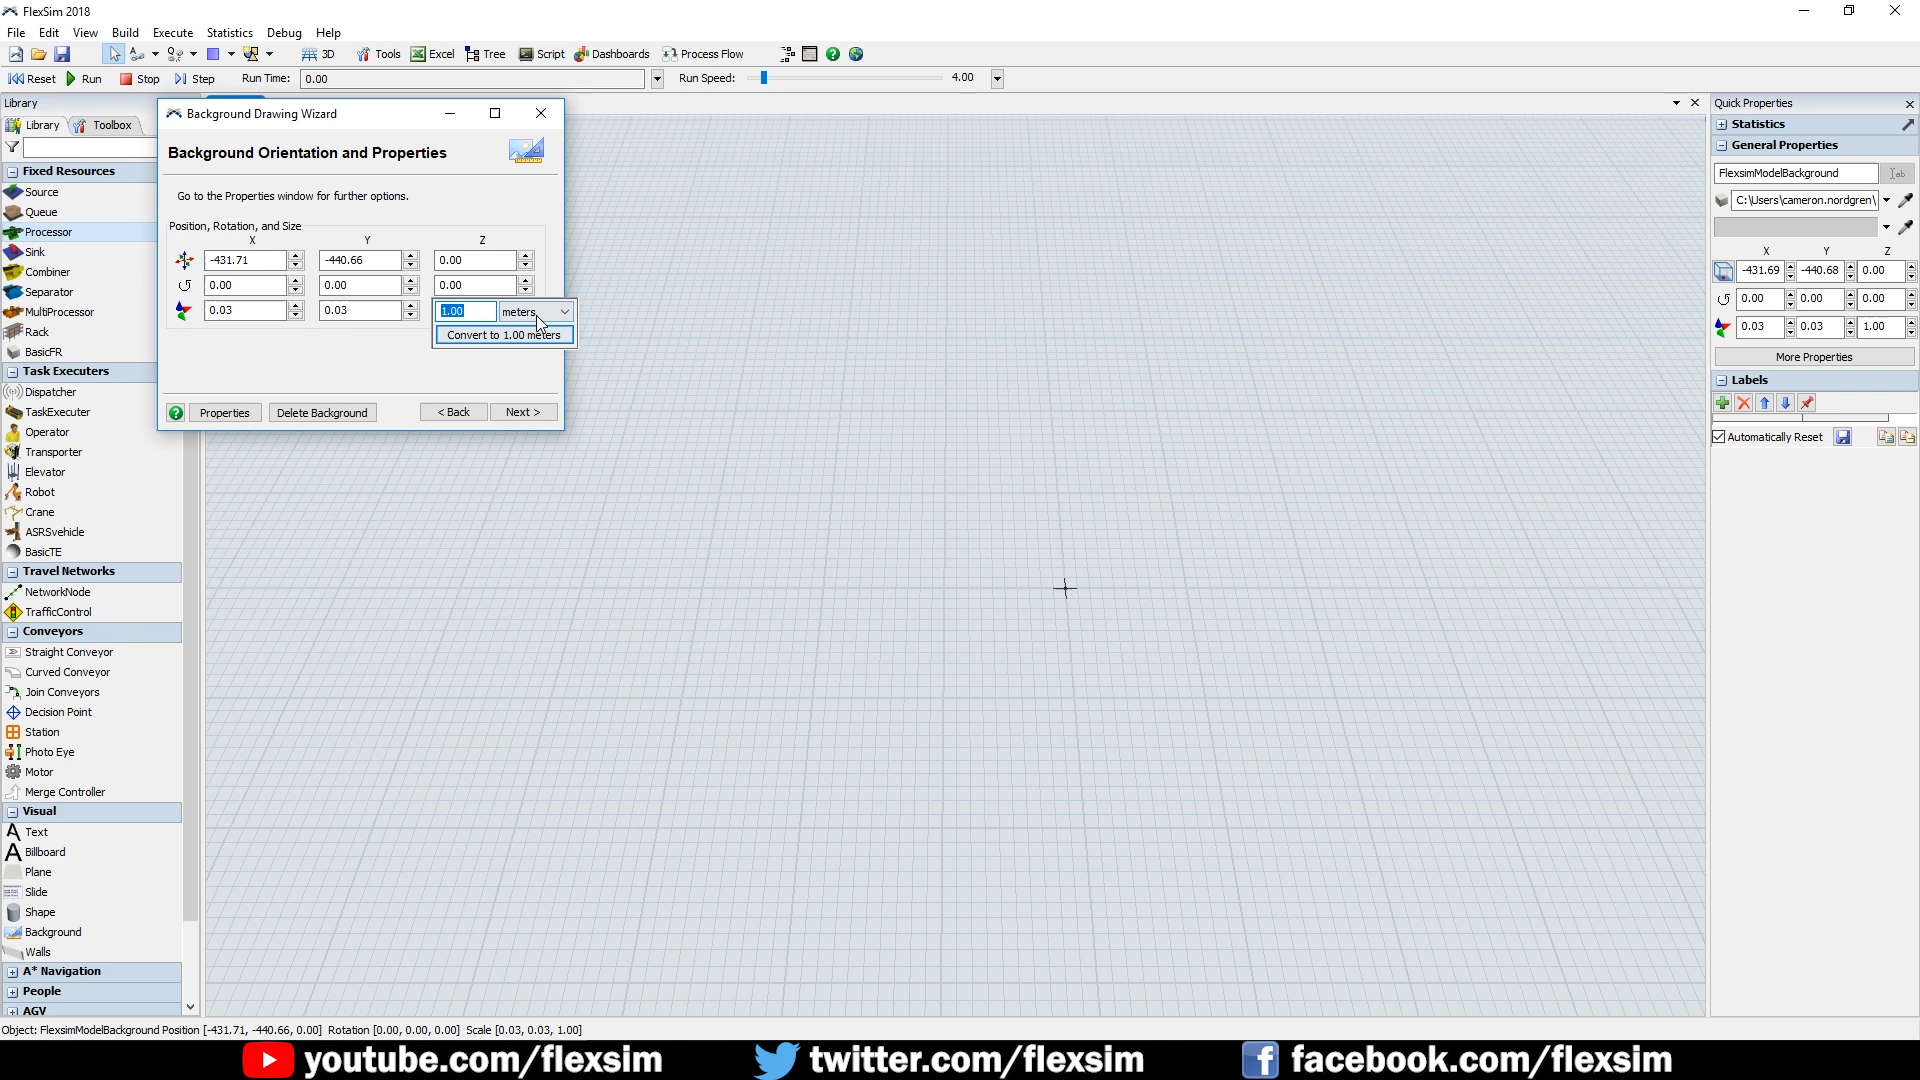 FlexSim 2018
File Edit View Build Execute Statistics Debug Help
3D Tools Excel Tree Script Dashboards Process Flow
Reset Run Stop Step Run Time: 0.00 Run Speed: 4.00
Library
Library Toolbox
Fixed Resources
Source
Queue
Processor
Sink
Combiner
Separator
MultiProcessor
Rack
BasicFR
Task Executers
Dispatcher
TaskExecuter
Operator
Transporter
Elevator
Robot
Crane
ASRSvehicle
BasicTE
Travel Networks
NetworkNode
TrafficControl
Conveyors
Straight Conveyor
Curved Conveyor
Join Conveyors
Decision Point
Station
Photo Eye
Motor
Merge Controller
Visual
Text
Billboard
Plane
Slide
Shape
Background
Walls
A* Navigation
People
AGV
Background Drawing Wizard
Background Orientation and Properties
Go to the Properties window for further options.
Position, Rotation, and Size
X Y Z
-431.71 -440.66 0.00
0.00 0.00 0.00
0.03 0.03 1.00 meters
Convert to 1.00 meters
Properties Delete Background < Back Next >
Quick Properties
Statistics
General Properties
FlexsimModelBackground
C:\Users\cameron.nordgren\
X Y Z
-431.69 -440.68 0.00
0.00 0.00 0.00
0.03 0.03 1.00
More Properties
Labels
Automatically Reset
Object: FlexsimModelBackground Position [-431.71, -440.66, 0.00] Rotation [0.00, 0.00, 0.00] Scale [0.03, 0.03, 1.00]
youtube.com/flexsim twitter.com/flexsim facebook.com/flexsim